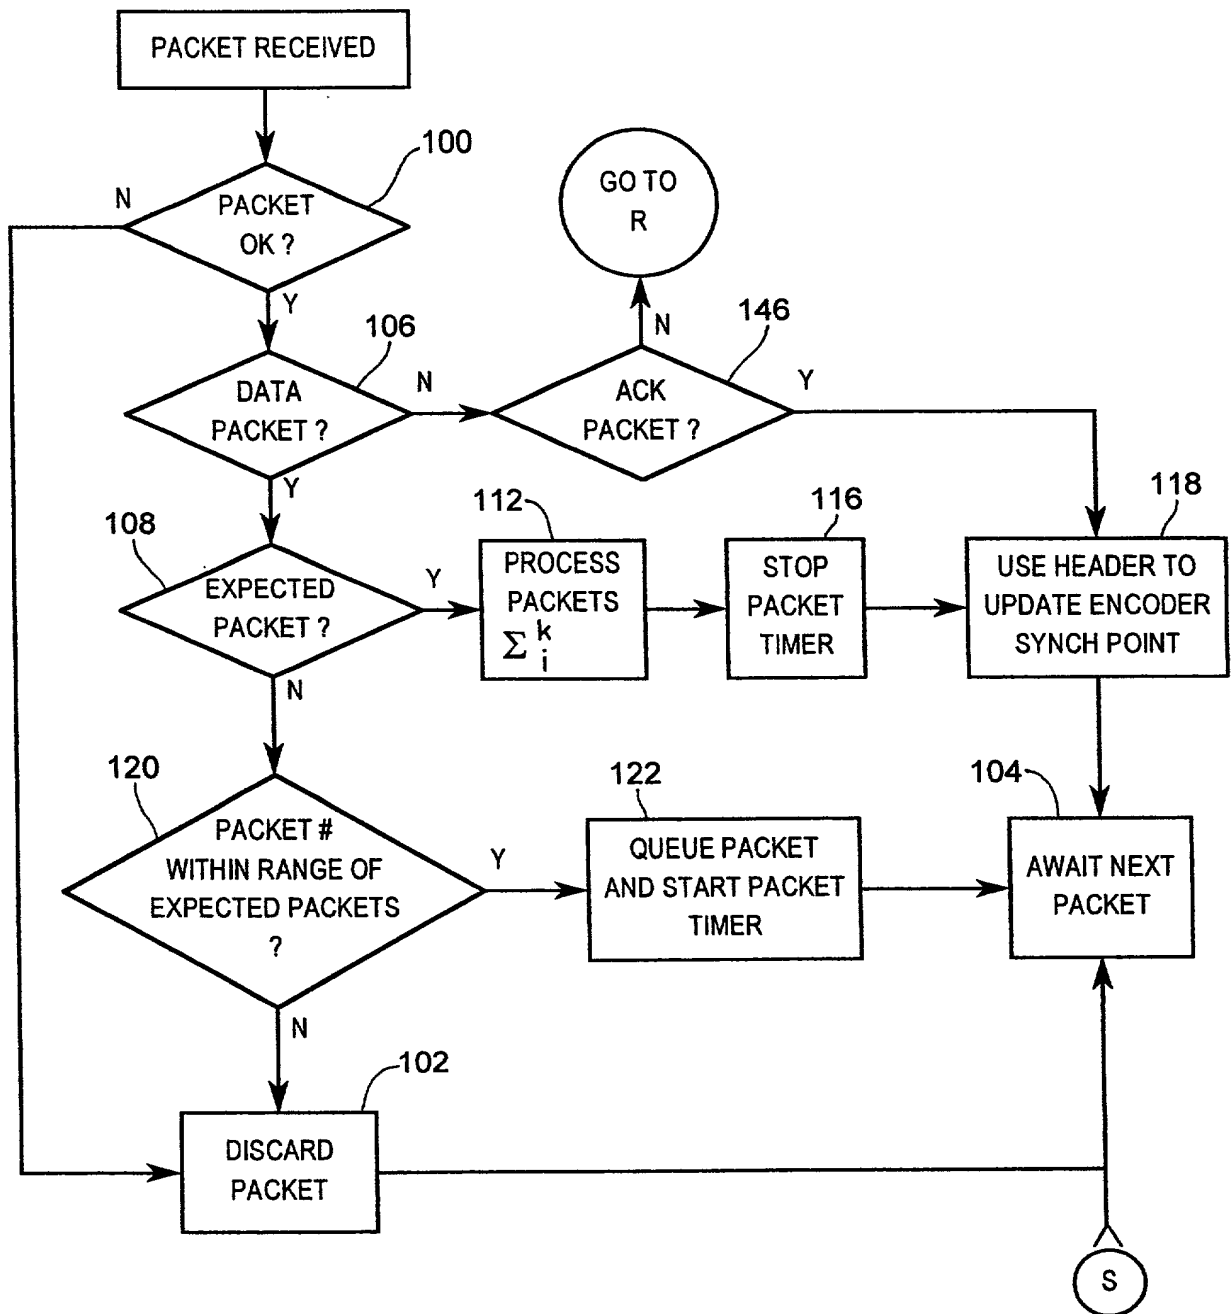 PACKET RECEIVED
100
N
PACKET
OK ?
GO TO
R
Y
106
N
146
DATA
PACKET ?
N
ACK
PACKET ?
Y
Y
108
112
116
118
EXPECTED
PACKET ?
Y
PROCESS
PACKETS
Σ k i
STOP
PACKET
TIMER
USE HEADER TO
UPDATE ENCODER
SYNCH POINT
N
120
122
104
PACKET #
WITHIN RANGE OF
EXPECTED PACKETS
?
Y
QUEUE PACKET
AND START PACKET
TIMER
AWAIT NEXT
PACKET
N
102
DISCARD
PACKET
S